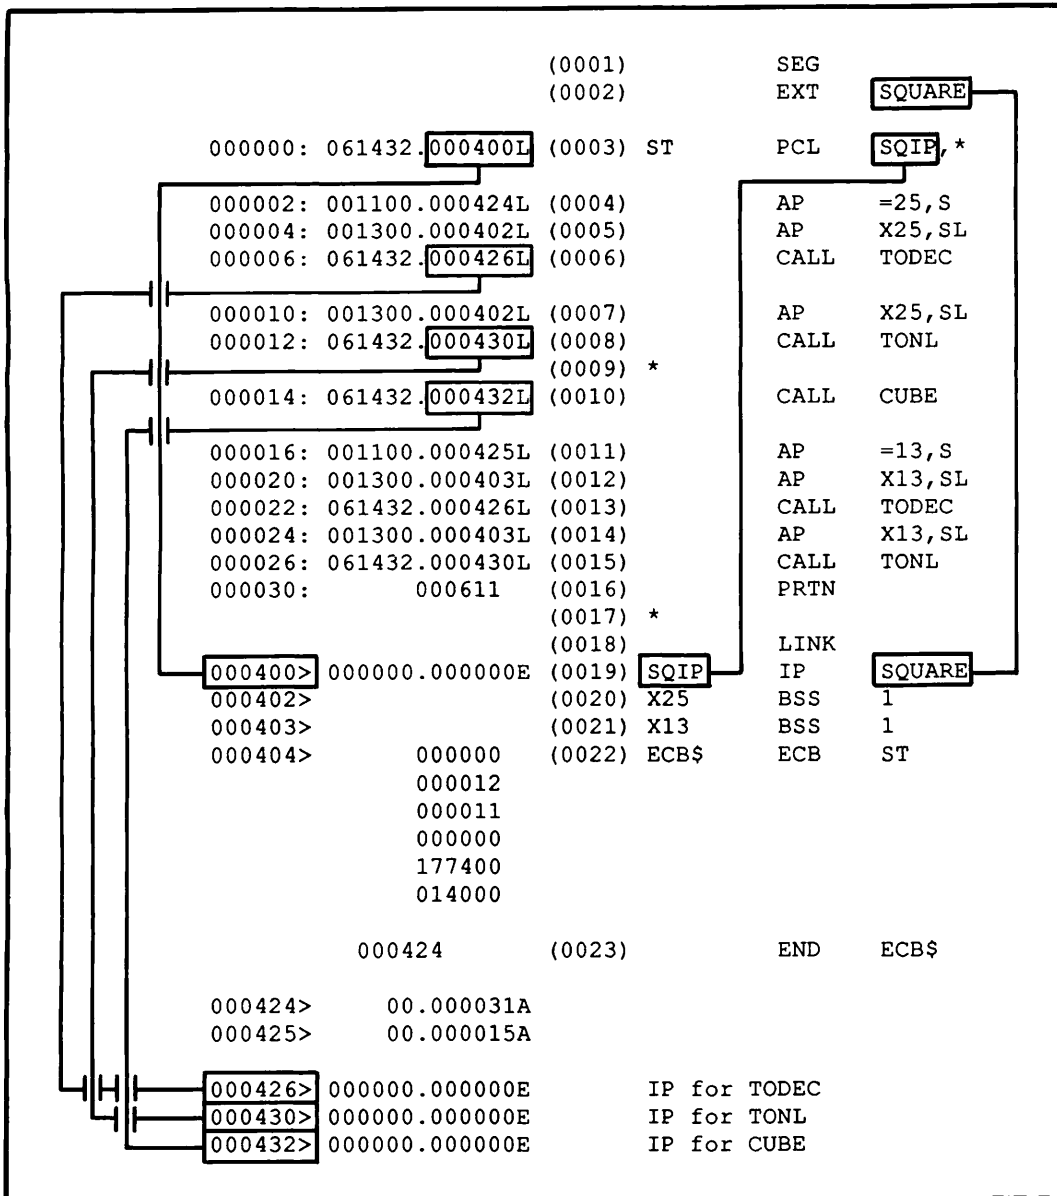 (0001) SEG
(0002) EXT SQUARE
000000: 061432.000400L (0003) ST PCL SQIP,*
000002: 001100.000424L (0004) AP =25,S
000004: 001300.000402L (0005) AP X25,SL
000006: 061432.000426L (0006) CALL TODEC
000010: 001300.000402L (0007) AP X25,SL
000012: 061432.000430L (0008) CALL TONL
(0009) *
000014: 061432.000432L (0010) CALL CUBE
000016: 001100.000425L (0011) AP =13,S
000020: 001300.000403L (0012) AP X13,SL
000022: 061432.000426L (0013) CALL TODEC
000024: 001300.000403L (0014) AP X13,SL
000026: 061432.000430L (0015) CALL TONL
000030: 000611 (0016) PRTN
(0017) *
(0018) LINK
000400> 000000.000000E (0019) SQIP IP SQUARE
000402> (0020) X25 BSS 1
000403> (0021) X13 BSS 1
000404> 000000 (0022) ECB$ ECB ST
000012
000011
000000
177400
014000
000424 (0023) END ECB$
000424> 00.000031A
000425> 00.000015A
000426> 000000.000000E IP for TODEC
000430> 000000.000000E IP for TONL
000432> 000000.000000E IP for CUBE